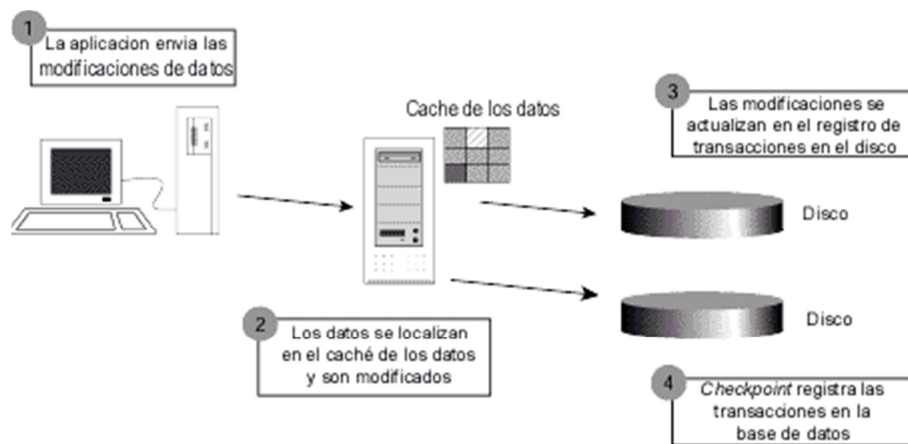 1
La aplicacion envia las
modificaciones de datos
Cache de los datos
3
Las modificaciones se
actualizan en el registro de
transacciones en el disco
Disco
2
Los datos se localizan
en el caché de los datos
y son modificados
Disco
4
Checkpoint registra las
transacciones en la
base de datos